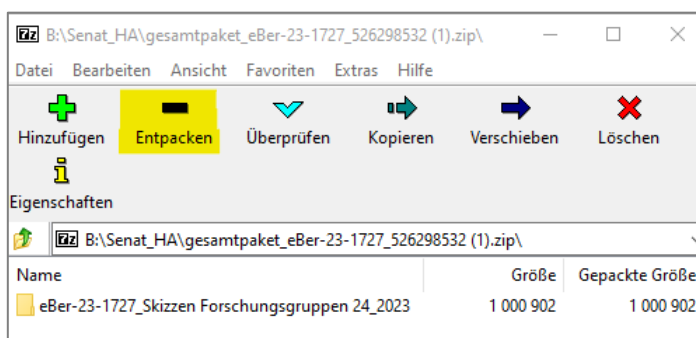 7z B:\Senat_HA\gesamtpaket_eBer-23-1727_526298532 (1).zip\
Datei Bearbeiten Ansicht Favoriten Extras Hilfe
Hinzufügen Entpacken Überprüfen Kopieren Verschieben Löschen
Eigenschaften
7z B:\Senat_HA\gesamtpaket_eBer-23-1727_526298532 (1).zip\
Name Größe Gepackte Größe
eBer-23-1727_Skizzen Forschungsgruppen 24_2023 1 000 902 1 000 902